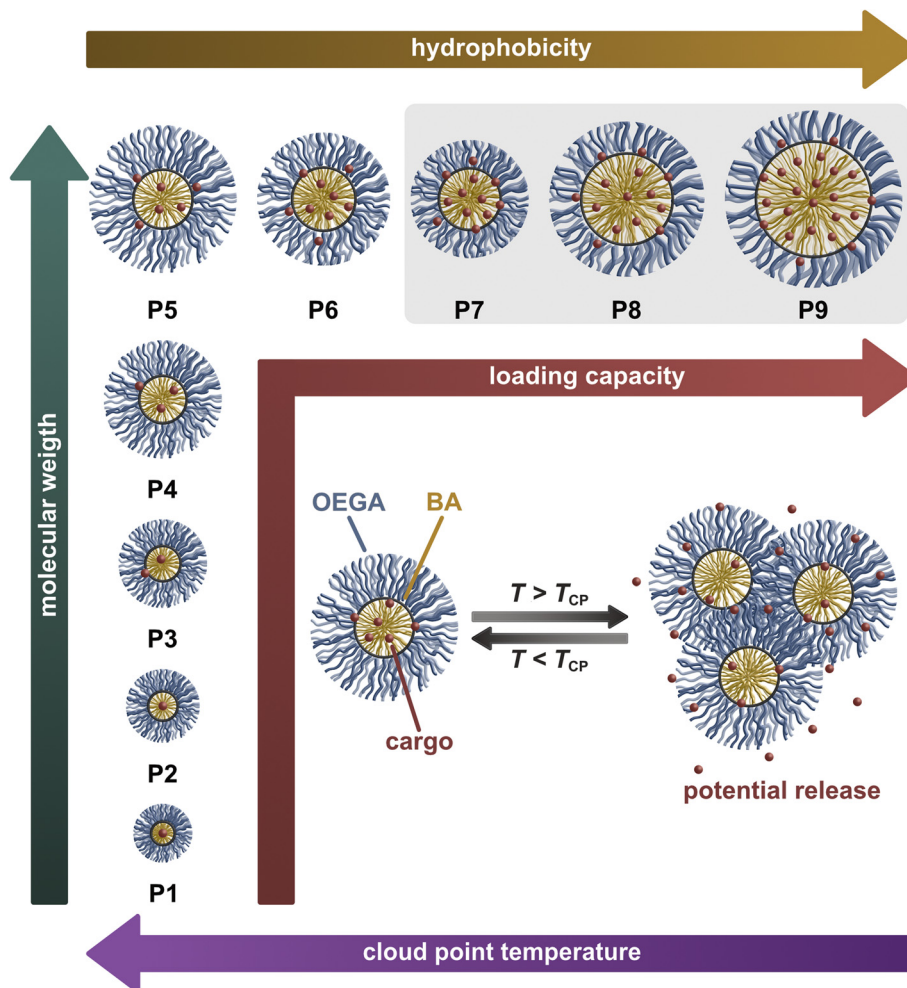 hydrophobicity
P5
P6
P7
P8
P9
loading capacity
molecular weigth
P4
OEGA
BA
T > TCP
T < TCP
P3
cargo
P2
potential release
P1
cloud point temperature